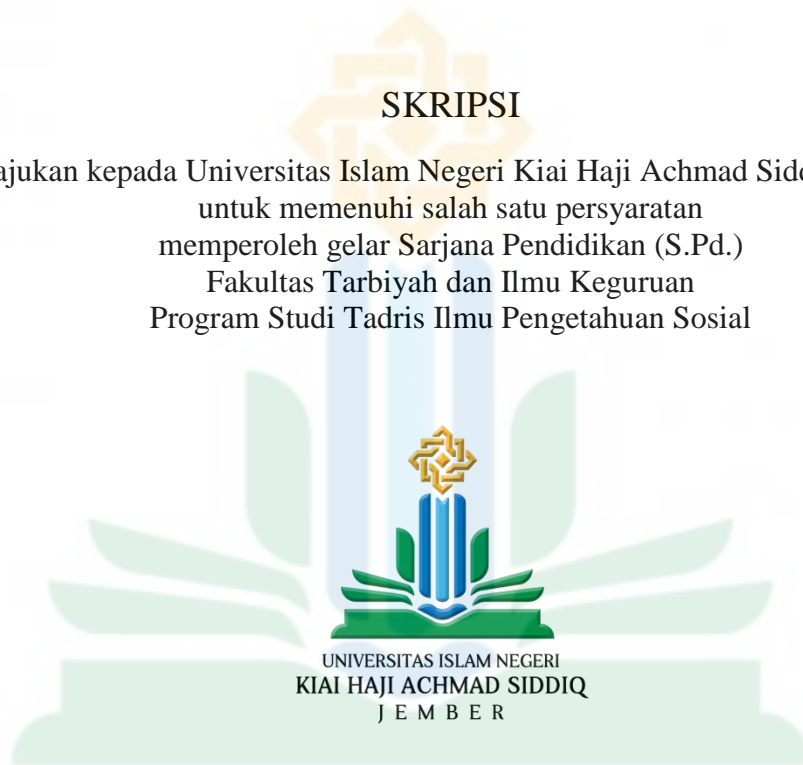 SKRIPSI
ajukan kepada Universitas Islam Negeri Kiai Haji Achmad
untuk memenuhi salah satu persyaratan
memperoleh gelar Sarjana Pendidikan (S.Pd.)
Fakultas Tarbiyah dan Ilmu Keguruan
Program Studi Tadris Ilmu Pengetahuan Sosial
UNIVERSITAS ISLAM NEGERI
KIAI HAJI ACHMAD SIDDIQ
JEMBER